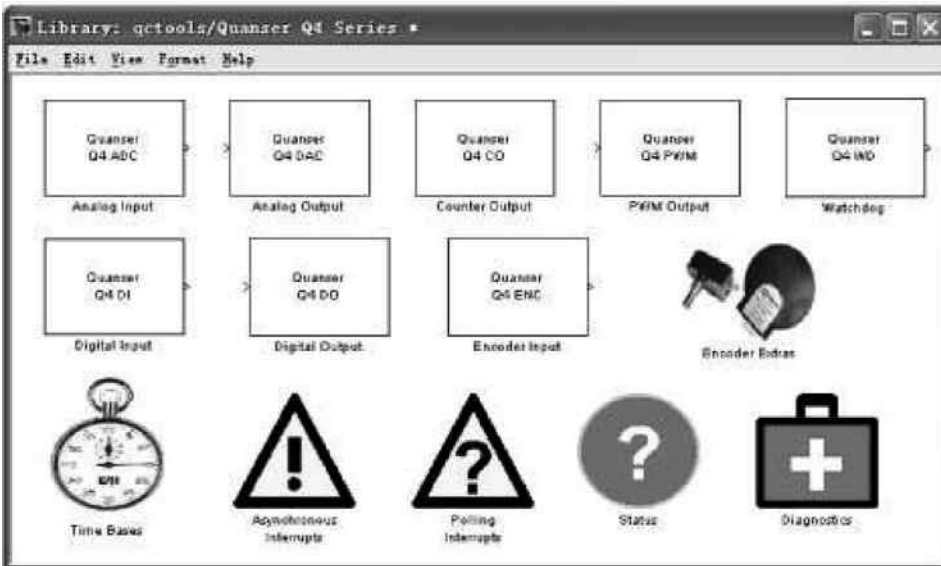 Library: qctools/Quanser Q4 Series *
File Edit View Format Help
Quanser
Q4 ADC
Analog Input
Quanser
Q4 DAC
Analog Output
Quanser
Q4 CO
Counter Output
Quanser
Q4 PWM
PWM Output
Quanser
Q4 WD
Watchdog
Quanser
Q4 DI
Digital Input
Quanser
Q4 DO
Digital Output
Quanser
Q4 ENC
Encoder Input
Encoder Extras
Time Bases
Asynchronous
Interrupts
Polling
Interrupts
Status
Diagnostics